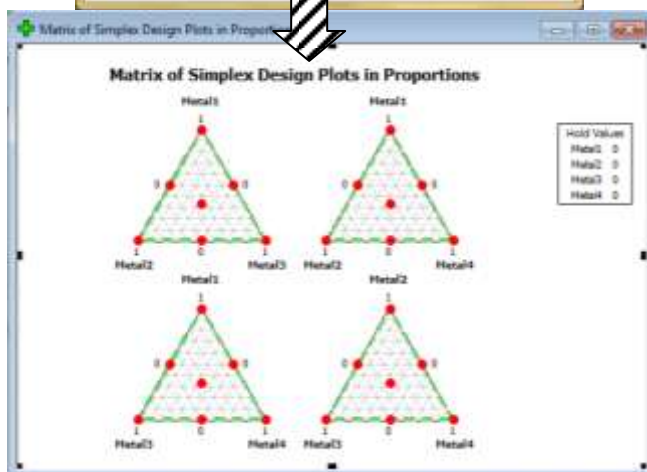 Matrix of Simplex Design Plots in Proportions
Matrix of Simplex Design Plots in Proportions
Metal1 Metal1
1 1
Hold Values
Metal1 0
Metal2 0
Metal3 0
Metal4 0
0 0 0 0
1 0 1 1 0 1
Metal2 Metal3 Metal2 Metal4
Metal1 Metal2
1 1
0 0 0 0
1 0 1 1 0 1
Metal3 Metal4 Metal3 Metal4